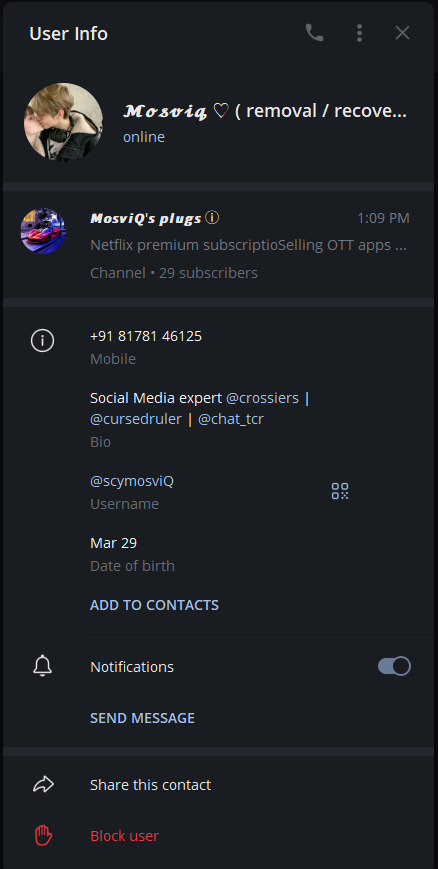 User Info
𝓜𝓸𝓼𝓿𝓲𝓺 ♡ ( removal / recove...
online
MosviQ's plugs ⓘ
1:09 PM
Netflix premium subscriptioSelling OTT apps ...
Channel • 29 subscribers
+91 81781 46125
Mobile
Social Media expert @crossiers |
@cursedruler | @chat_tcr
Bio
@scymosviQ
Username
Mar 29
Date of birth
ADD TO CONTACTS
Notifications
SEND MESSAGE
Share this contact
Block user